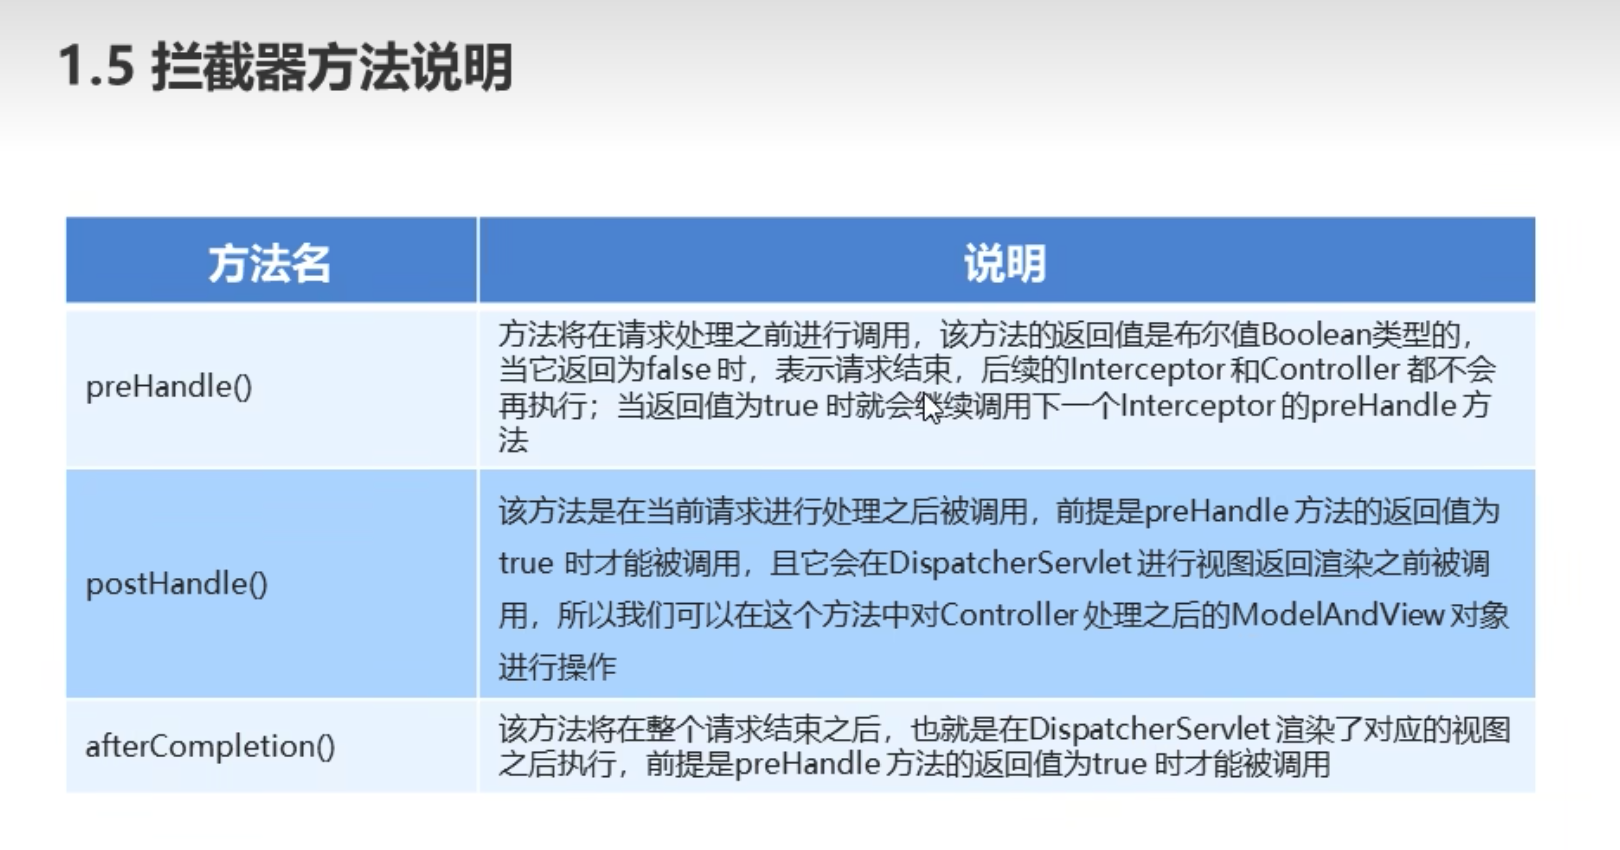 1.5 拦截器方法说明
方法名
说明
preHandle()
方法将在请求处理之前进行调用，该方法的返回值是布尔值Boolean类型的，
当它返回为false 时，表示请求结束，后续的Interceptor 和Controller 都不会
再执行；当返回值为true 时就会继续调用下一个Interceptor 的preHandle 方
法
postHandle()
该方法是在当前请求进行处理之后被调用，前提是preHandle 方法的返回值为
true 时才能被调用，且它会在DispatcherServlet 进行视图返回渲染之前被调
用，所以我们可以在这个方法中对Controller 处理之后的ModelAndView 对象
进行操作
afterCompletion()
该方法将在整个请求结束之后，也就是在DispatcherServlet 渲染了对应的视图
之后执行，前提是preHandle 方法的返回值为true 时才能被调用